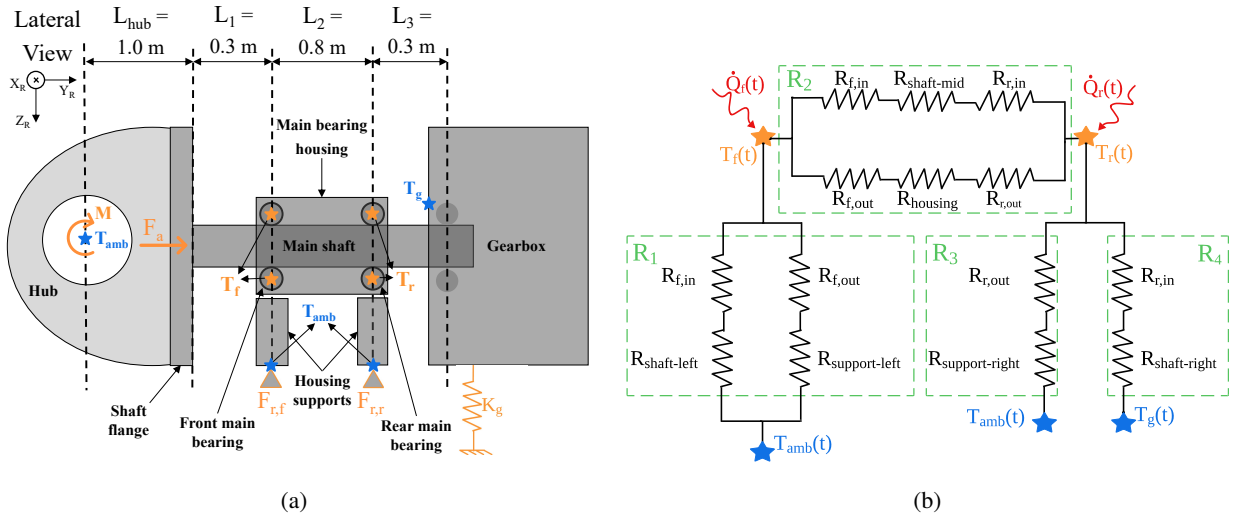 Lateral
View
L_hub =
1.0 m
L_1 =
0.3 m
L_2 =
0.8 m
L_3 =
0.3 m
X_R
Y_R
Z_R
Main bearing
housing
T_g
M
T_amb
F_a
Main shaft
Gearbox
Hub
T_f
T_r
T_amb
Housing
supports
F_r,f
F_r,r
K_g
Shaft
flange
Front main
bearing
Rear main
bearing
(a)
Q̇_f(t)
R_2
R_f,in
R_shaft-mid
R_r,in
Q̇_r(t)
T_f(t)
T_r(t)
R_f,out
R_housing
R_r,out
R_1
R_f,in
R_f,out
R_shaft-left
R_support-left
T_amb(t)
R_3
R_r,out
R_support-right
T_amb(t)
R_4
R_r,in
R_shaft-right
T_g(t)
(b)